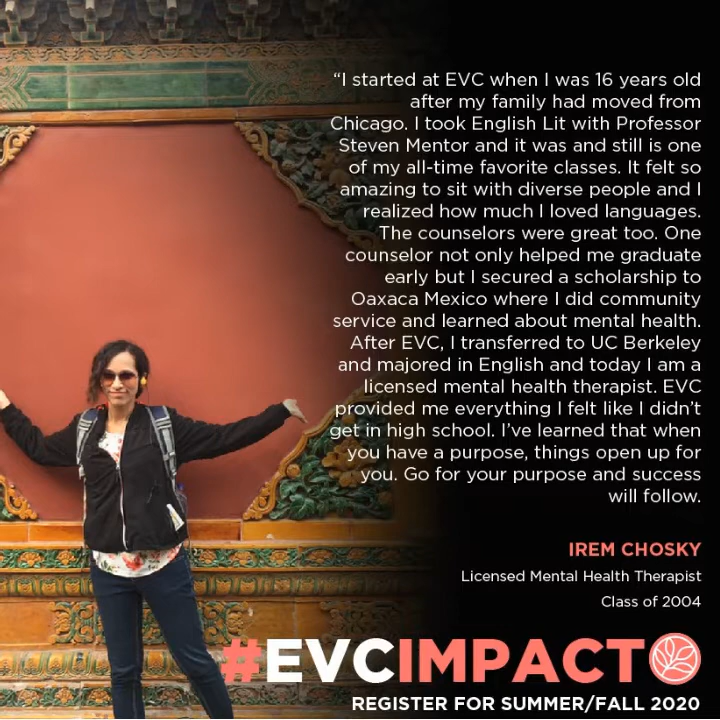 “I started at EVC when I was 16 years old
after my family had moved from
Chicago. I took English Lit with Professor
Steven Mentor and it was and still is one
of my all-time favorite classes. It felt so
amazing to sit with diverse people and I
realized how much I loved languages.
The counselors were great too. One
counselor not only helped me graduate
early but I secured a scholarship to
Oaxaca Mexico where I did community
service and learned about mental health.
After EVC, I transferred to UC Berkeley
and majored in English and today I am a
licensed mental health therapist. EVC
provided me everything I felt like I didn’t
get in high school. I’ve learned that when
you have a purpose, things open up for
you. Go for your purpose and success
will follow.
IREM CHOSKY
Licensed Mental Health Therapist
Class of 2004
#EVCIMPACT
REGISTER FOR SUMMER/FALL 2020